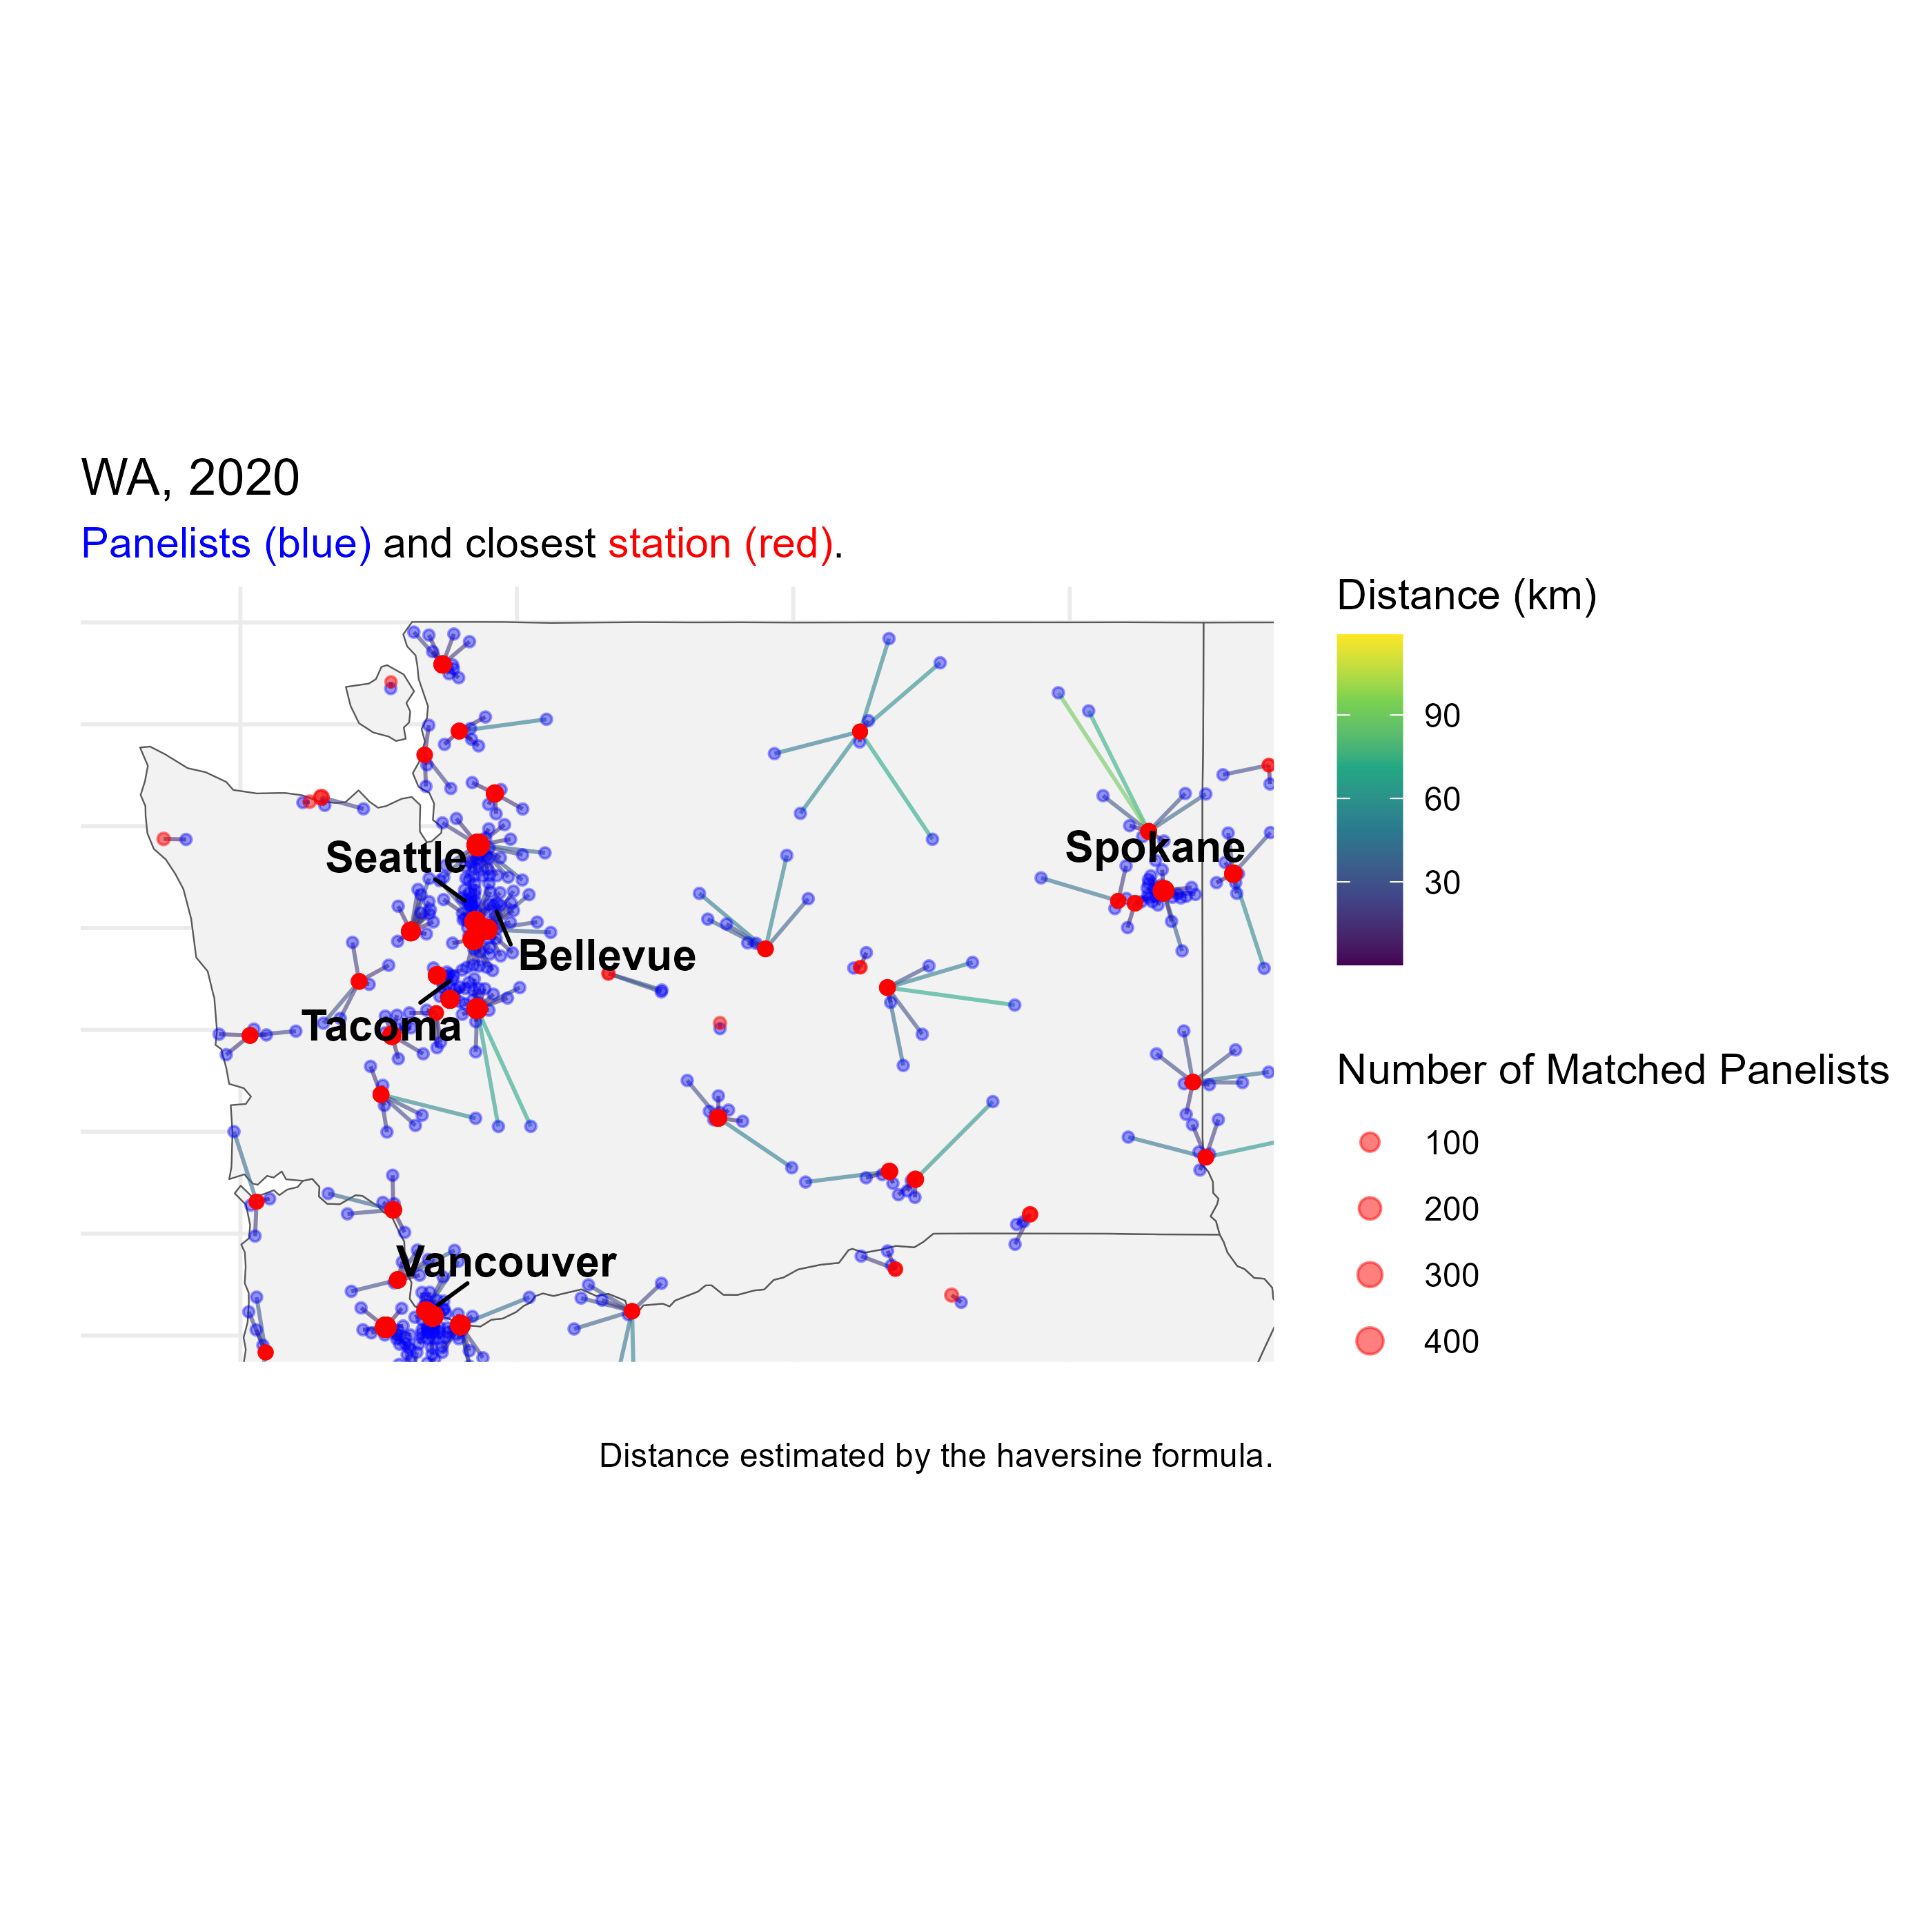 WA, 2020
Panelists (blue) and closest station (red).
Distance (km)
90
60
30
Seattle
Spokane
Bellevue
Tacoma
Vancouver
Number of Matched Panelists
100
200
300
400
Distance estimated by the haversine formula.